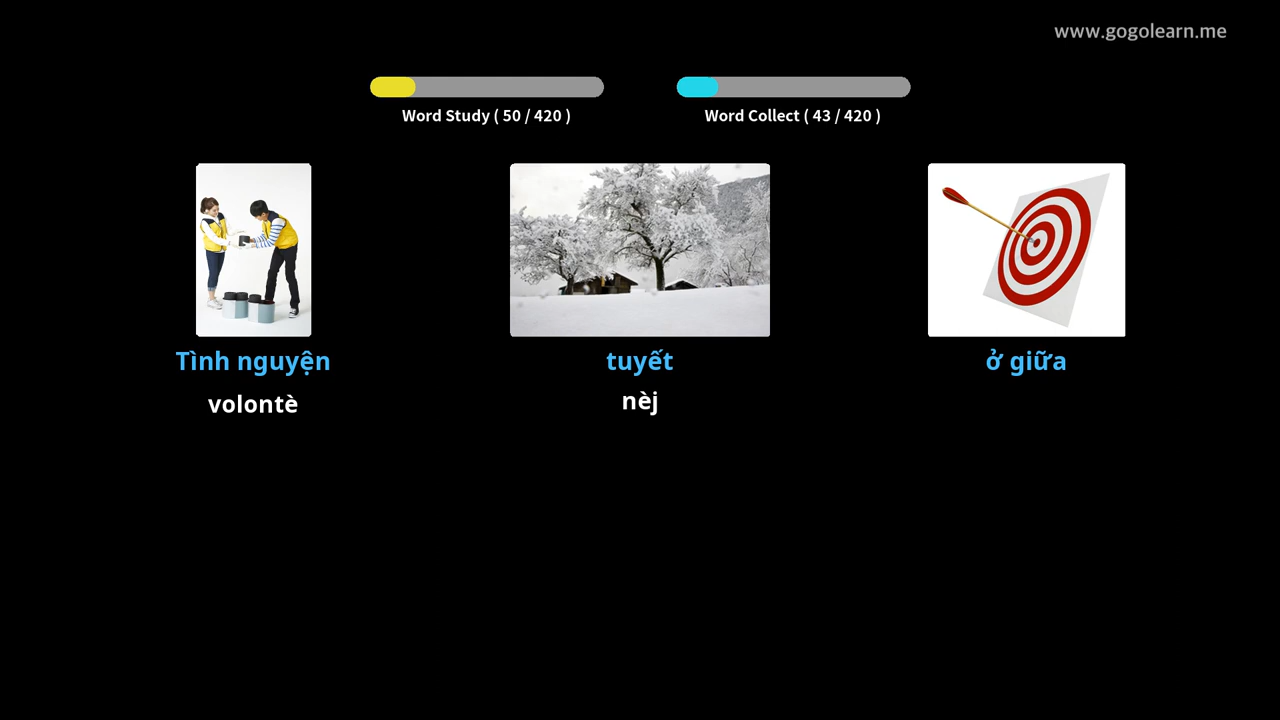 www.gogolearn.me
Word Study ( 50 / 420 )
Word Collect ( 43 / 420 )
Tình nguyện
volontè
tuyết
nèj
ở giữa